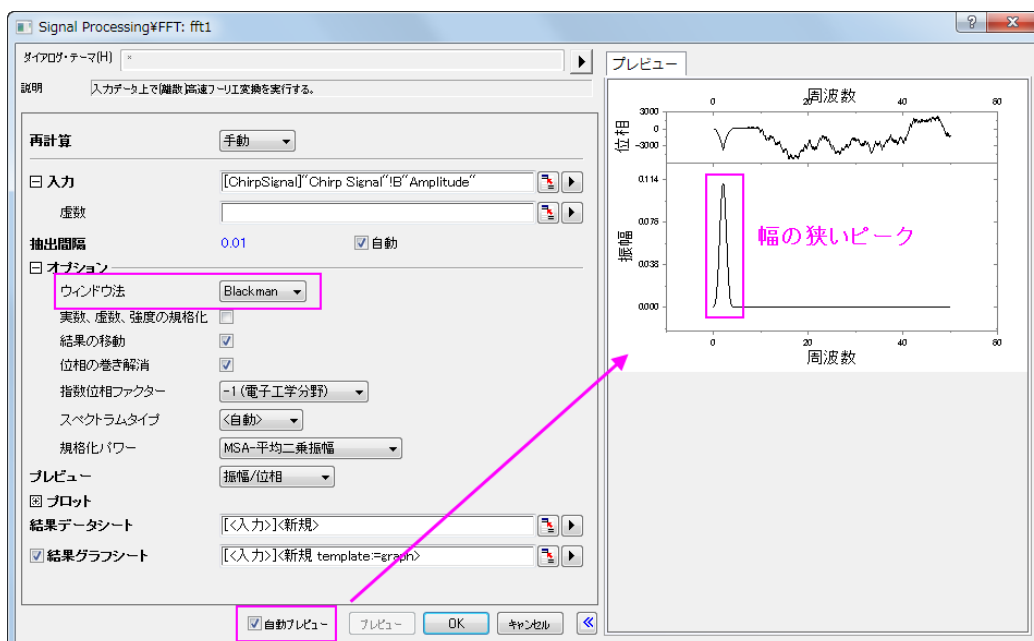 Signal Processing¥FFT: fft1
ダイアログ・テーマ(H) *
説明 入力データ上で(離散)高速フーリエ変換を実行する。
再計算 手動
入力 [ChirpSignal]"Chirp Signal"!B"Amplitude"
虚数
抽出間隔 0.01 自動
オプション
ウィンドウ法 Blackman
実数、虚数、強度の規格化
結果の移動
位相の巻き解消
指数位相ファクター -1(電子工学分野)
スペクトラムタイプ <自動>
規格化パワー MSA-平均二乗振幅
プレビュー 振幅/位相
プロット
結果データシート [<入力>]<新規>
結果グラフシート [<入力>]<新規 template:=graph>
自動プレビュー プレビュー OK キャンセル
プレビュー
周波数
0 20 40 60
位相
3000
0
-3000
振幅
0.114
0.076
0.038
0.000
幅の狭いピーク
0 20 40 60
周波数